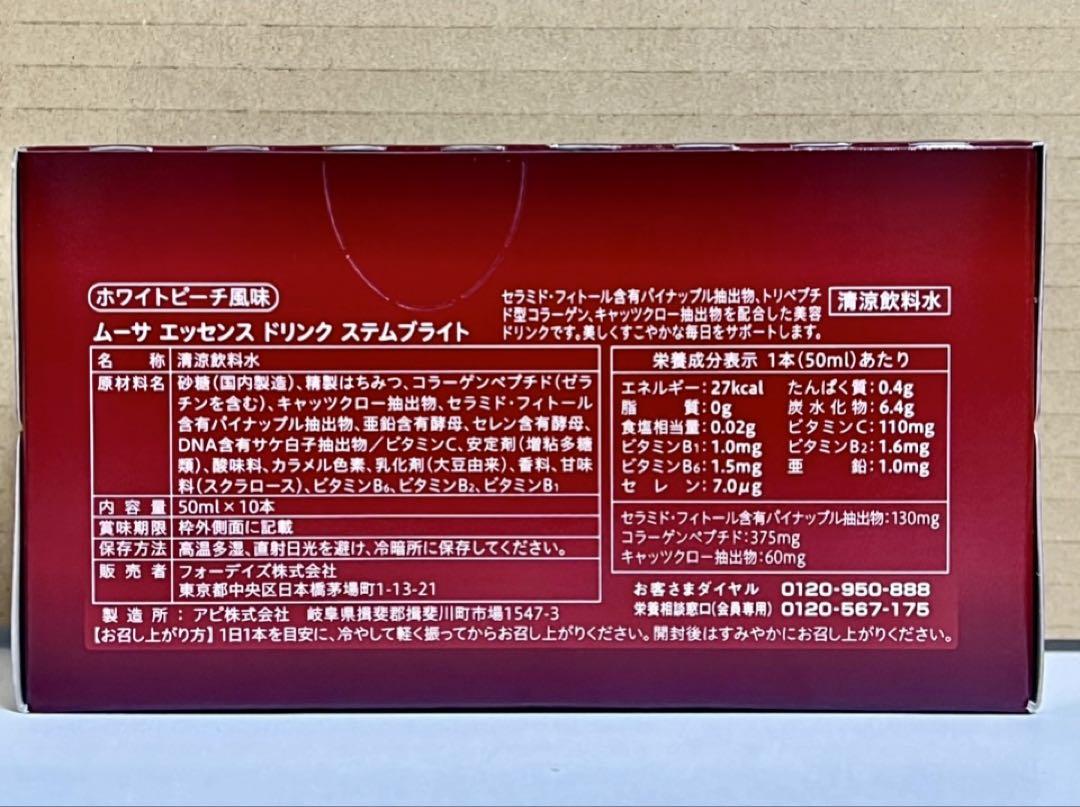 ホワイトピーチ風味
ムーサ エッセンス ドリンク ステムブライト
セラミド・フィトール含有パイナップル抽出物、トリペプチ
ド型コラーゲン、キャッツクロー抽出物を配合した美容
ドリンクです。美しくすこやかな毎日をサポートします。
清涼飲料水
名称 清涼飲料水
原材料名 砂糖(国内製造)、精製はちみつ、コラーゲンペプチド(ゼラ
チンを含む)、キャッツクロー抽出物、セラミド・フィトール
含有パイナップル抽出物、亜鉛含有酵母、セレン含有酵母、
DNA含有サケ白子抽出物/ビタミンC、安定剤(増粘多糖
類)、酸味料、カラメル色素、乳化剤(大豆由来)、香料、甘味
料(スクラロース)、ビタミンB₆、ビタミンB₂、ビタミンB₁
内容量 50ml×10本
賞味期限 枠外側面に記載
保存方法 高温多湿、直射日光を避け、冷暗所に保存してください。
販売者 フォーデイズ株式会社
東京都中央区日本橋茅場町1-13-21
製造所:アピ株式会社 岐阜県揖斐郡揖斐川町市場1547-3
栄養成分表示 1本(50ml)あたり
エネルギー:27kcal たんぱく質:0.4g
脂質:0g 炭水化物:6.4g
食塩相当量:0.02g ビタミンC:110mg
ビタミンB₁:1.0mg ビタミンB₂:1.6mg
ビタミンB₆:1.5mg 亜鉛:1.0mg
セレン:7.0μg
セラミド・フィトール含有パイナップル抽出物:130mg
コラーゲンペプチド:375mg
キャッツクロー抽出物:60mg
お客さまダイヤル 0120-950-888
栄養相談窓口(会員専用) 0120-567-175
【お召し上がり方】1日1本を目安に、冷やして軽く振ってからお召し上がりください。開封後はすみやかにお召し上がりください。